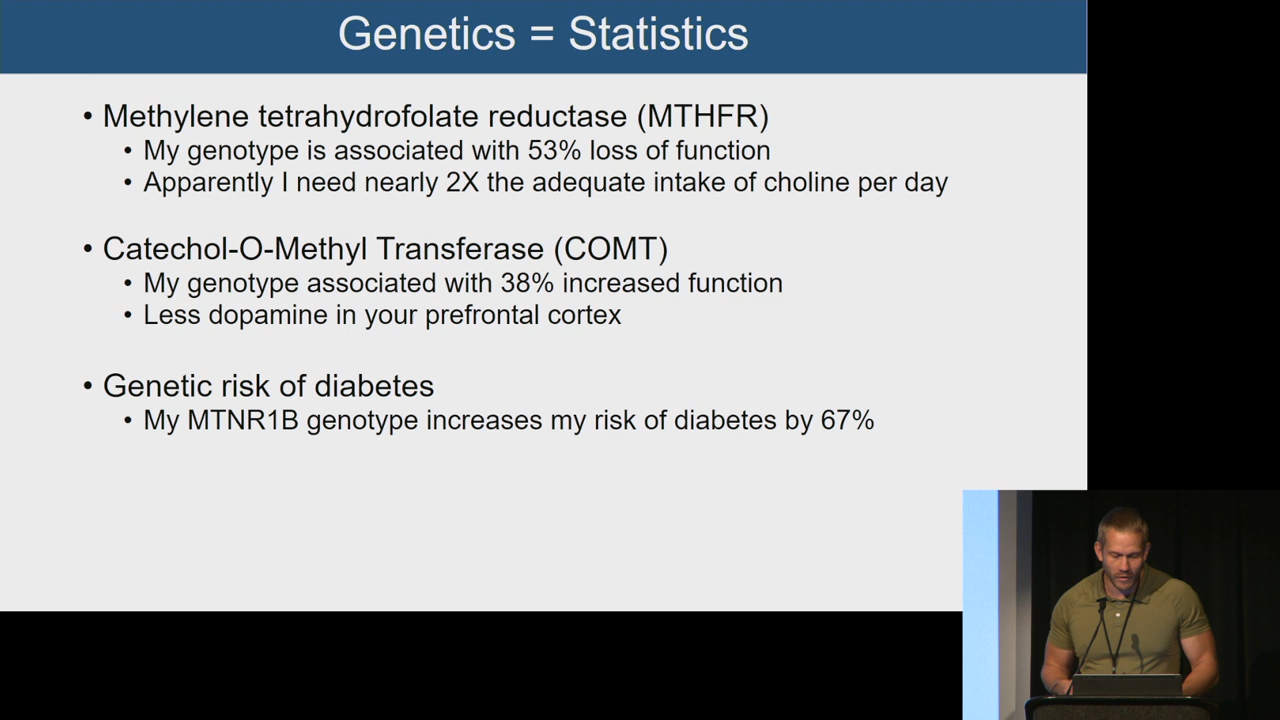 Genetics = Statistics
• Methylene tetrahydrofolate reductase (MTHFR)
• My genotype is associated with 53% loss of function
• Apparently I need nearly 2X the adequate intake of choline per day
• Catechol-O-Methyl Transferase (COMT)
• My genotype associated with 38% increased function
• Less dopamine in your prefrontal cortex
• Genetic risk of diabetes
• My MTNR1B genotype increases my risk of diabetes by 67%